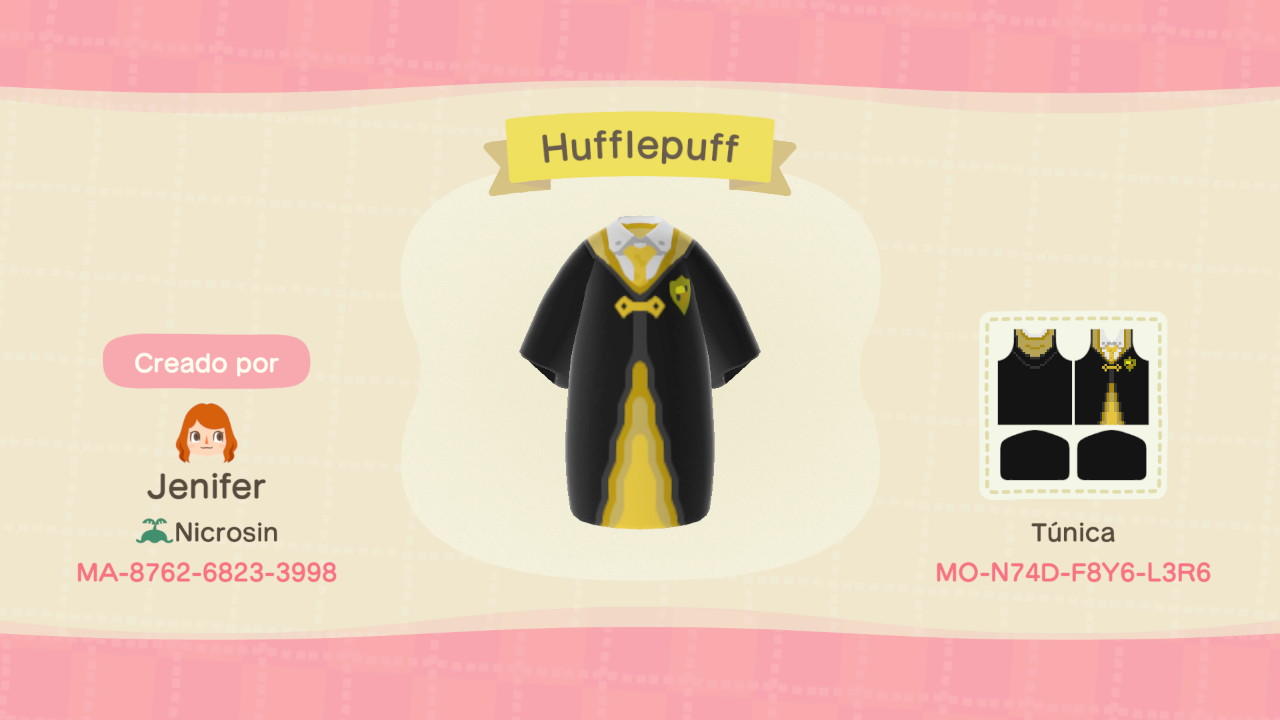 Hufflepuff
Creado por
Jenifer
Nicrosin
MA-8762-6823-3998
Túnica
MO-N74D-F8Y6-L3R6